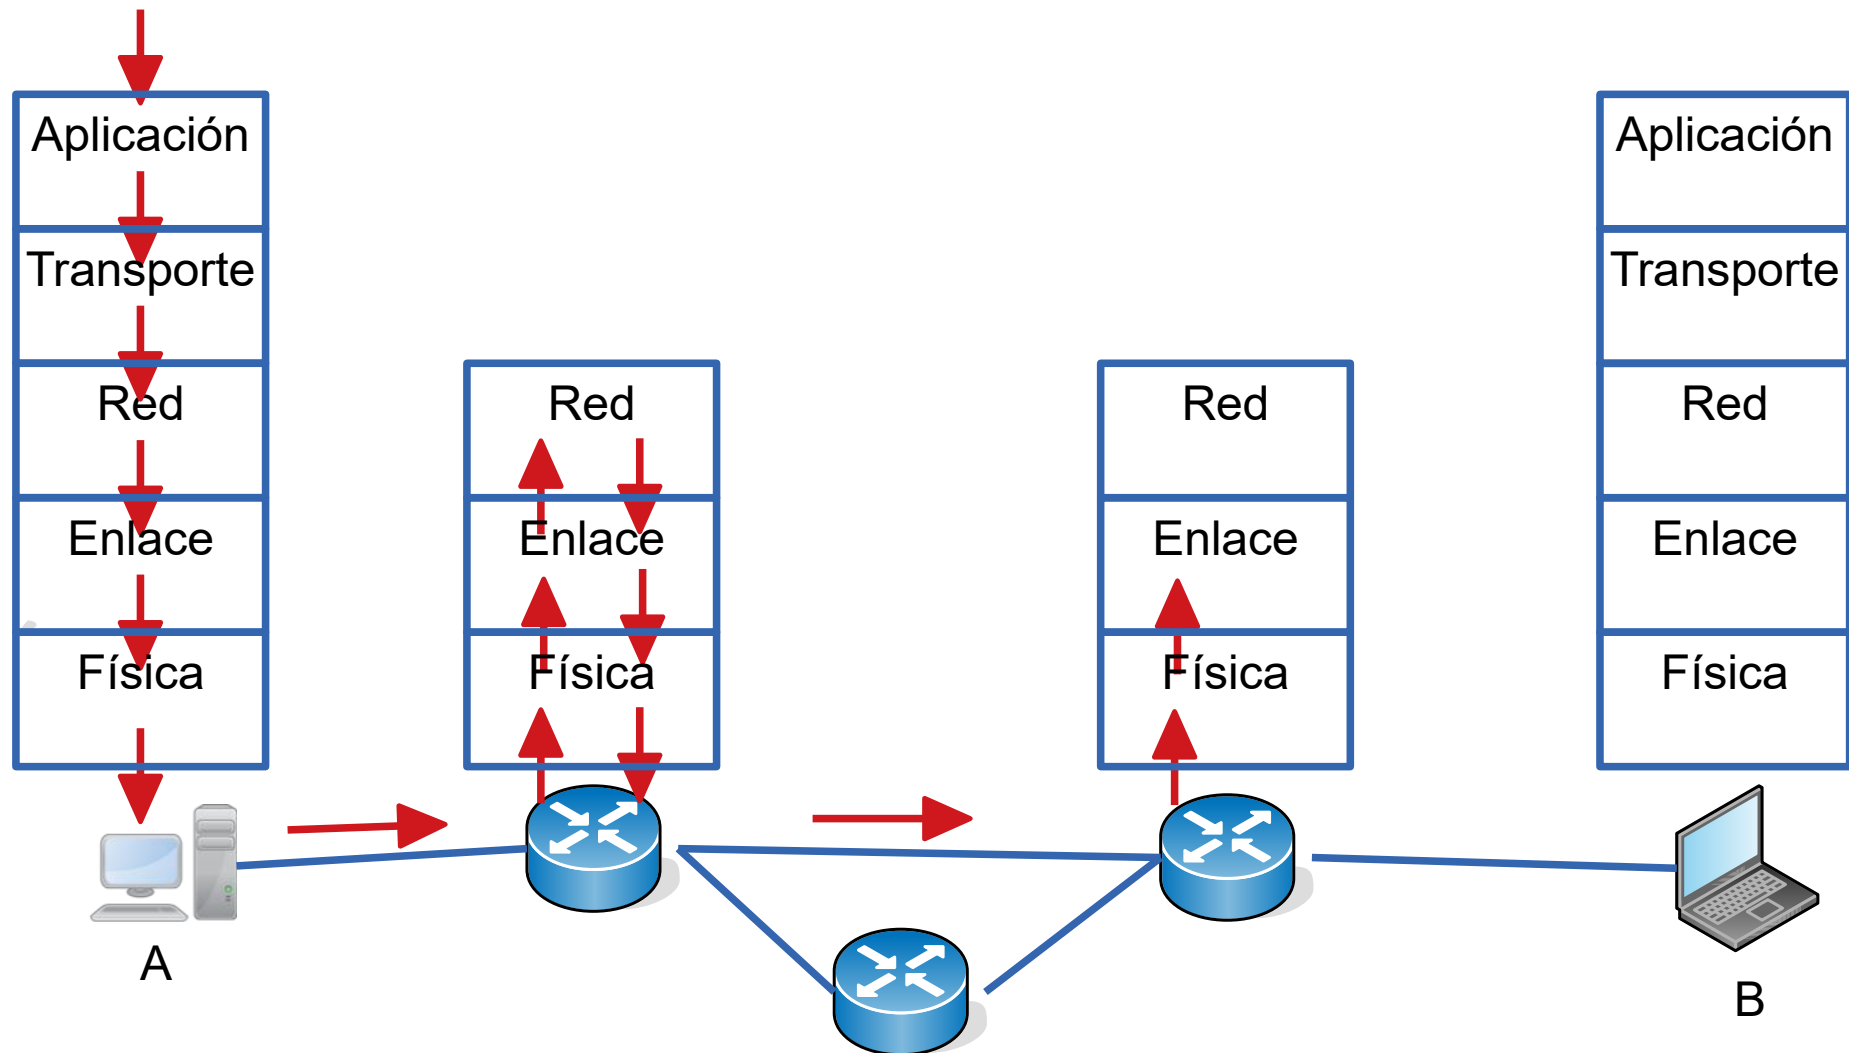 Aplicación
Transporte
Red
Enlace
Física
A
Red
Enlace
Física
Red
Enlace
Física
Aplicación
Transporte
Red
Enlace
Física
B